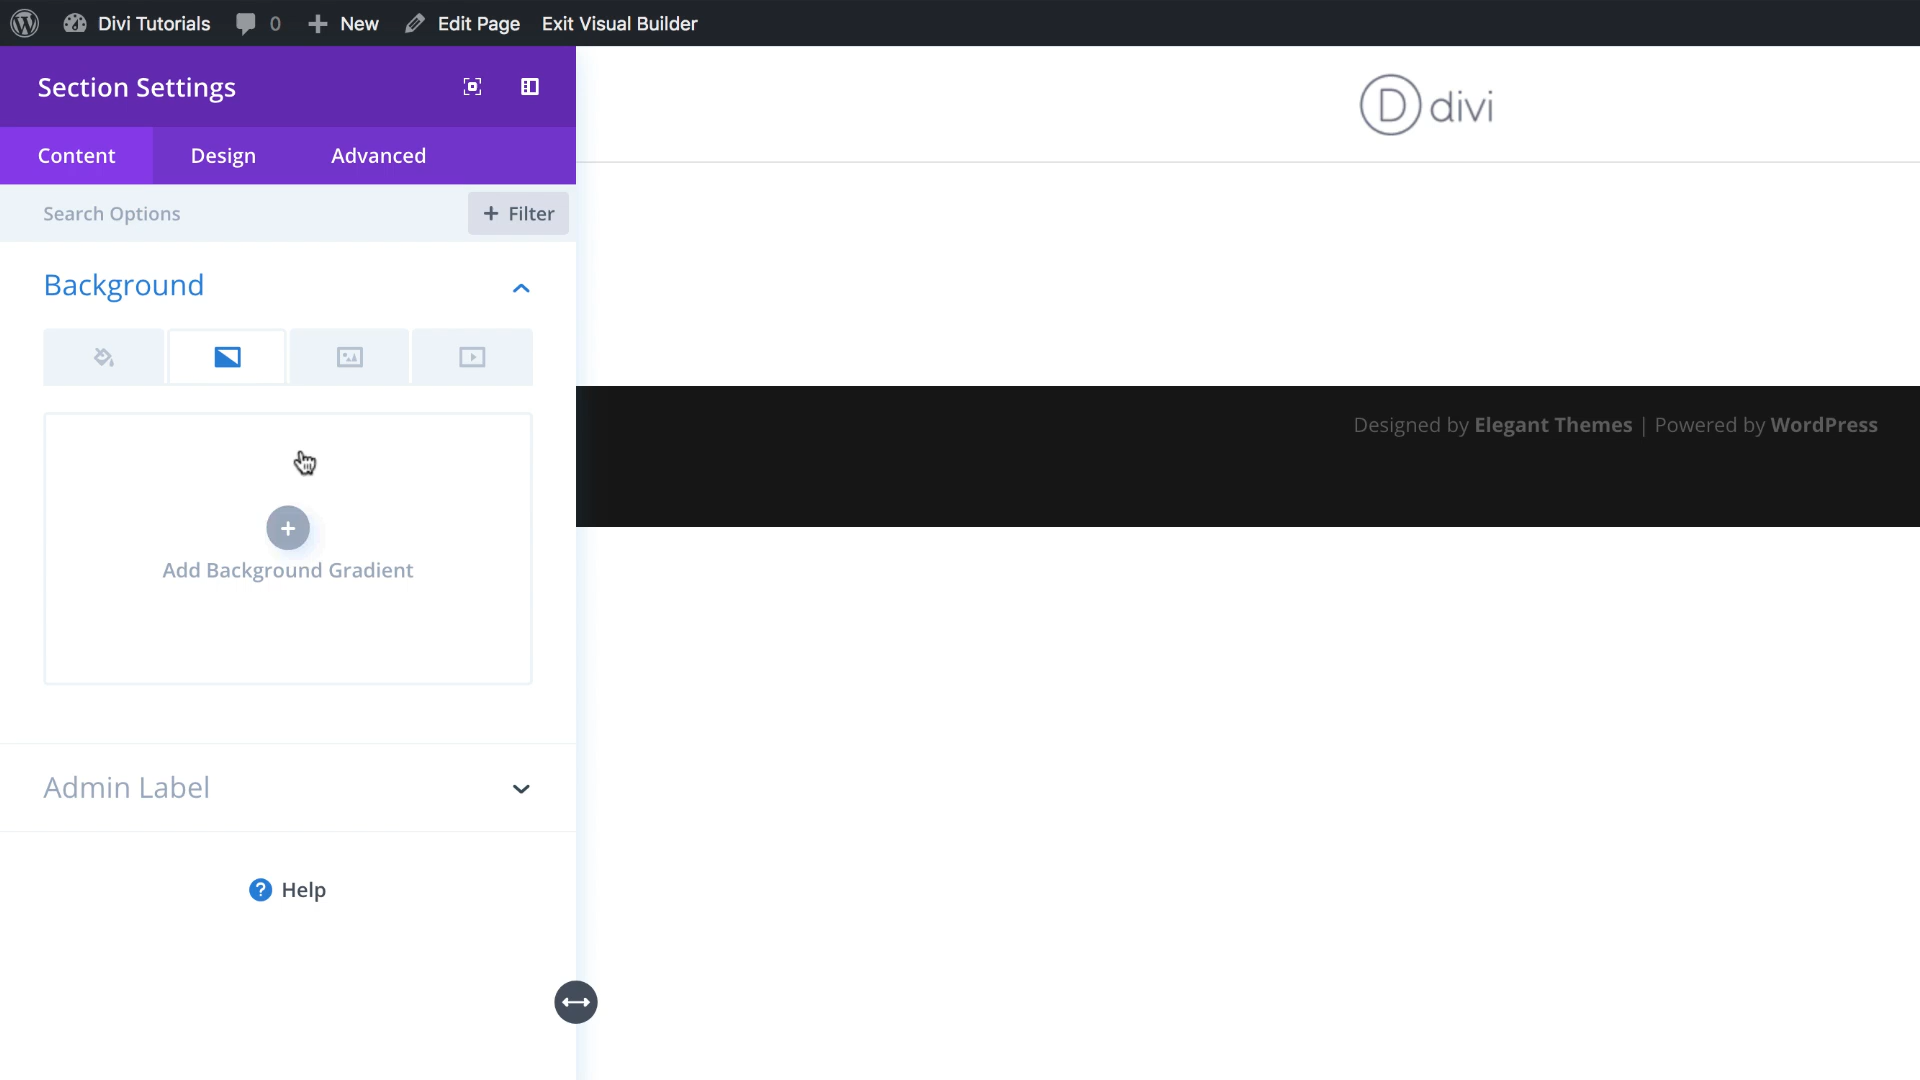 Divi Tutorials 0 New Edit Page Exit Visual Builder
Section Settings
Content Design Advanced
Search Options + Filter
Background
Add Background Gradient
Admin Label
? Help
D divi
Designed by Elegant Themes | Powered by WordPress